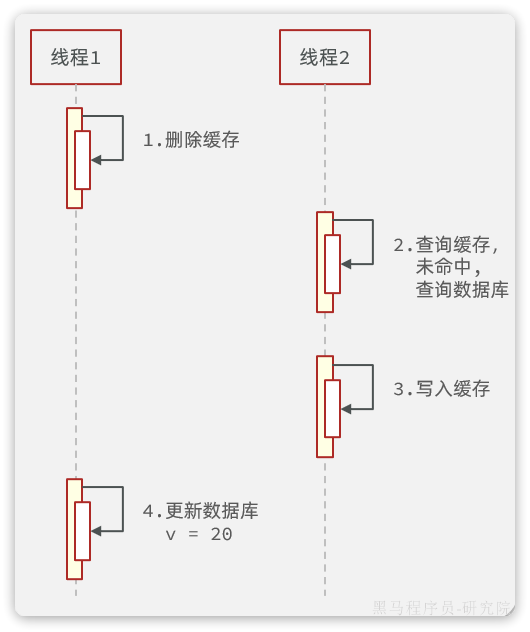 线程1
线程2
1.删除缓存
2.查询缓存,
未命中,
查询数据库
3.写入缓存
4.更新数据库
v = 20
黑马程序员-研究院